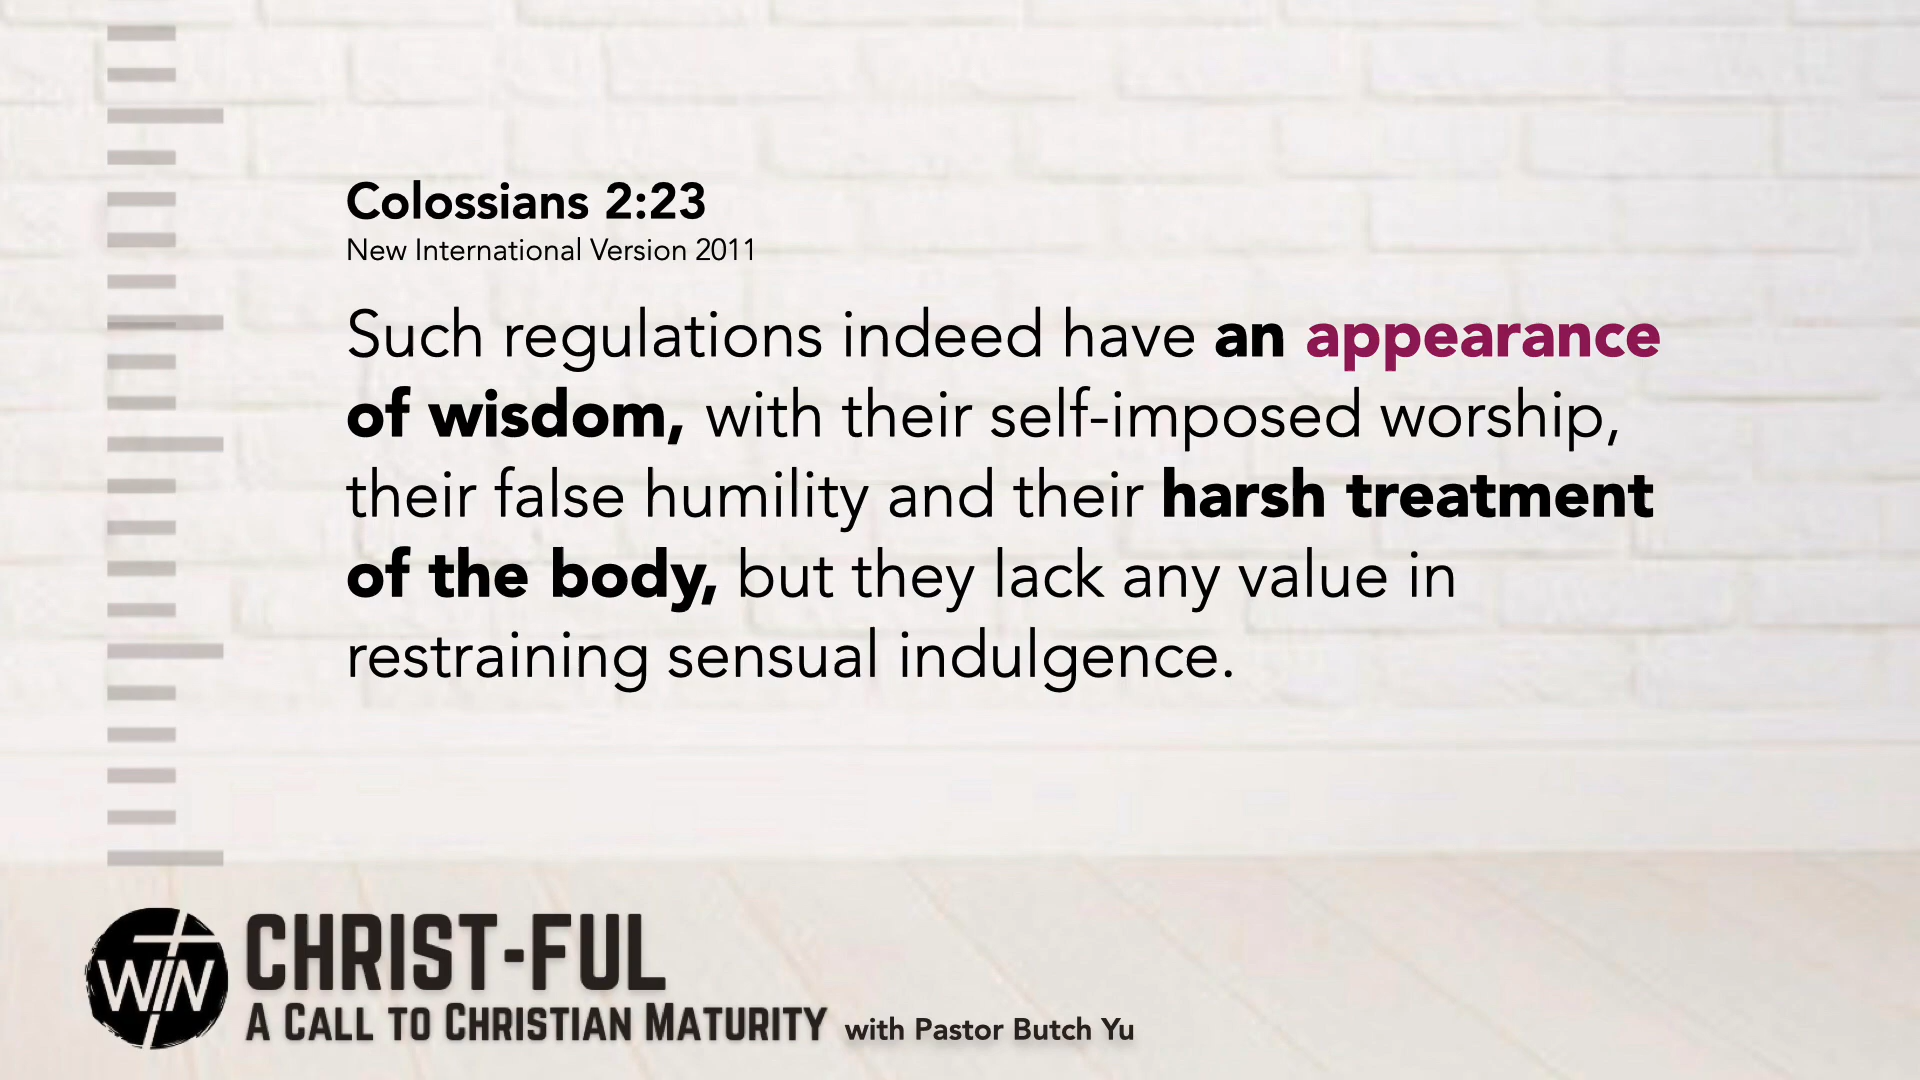 Colossians 2:23
New International Version 2011
Such regulations indeed have an appearance
of wisdom, with their self-imposed worship,
their false humility and their harsh treatment
of the body, but they lack any value in
restraining sensual indulgence.
WIN
CHRIST-FUL
A CALL TO CHRISTIAN MATURITY with Pastor Butch Yu